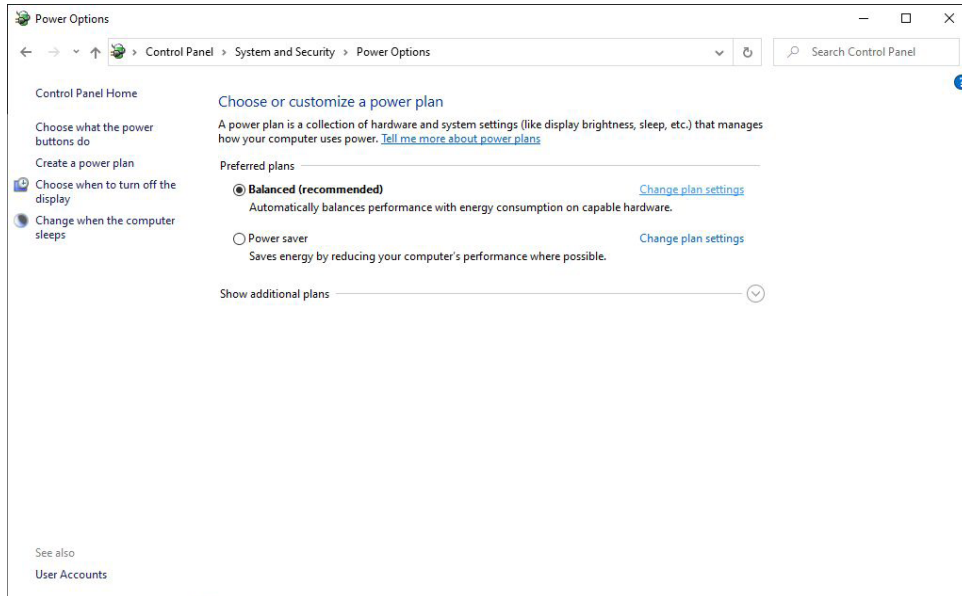 Power Options
Control Panel > System and Security > Power Options
Search Control Panel
Control Panel Home
Choose what the power
buttons do
Create a power plan
Choose when to turn off the
display
Change when the computer
sleeps
Choose or customize a power plan
A power plan is a collection of hardware and system settings (like display brightness, sleep, etc.) that manages
how your computer uses power. Tell me more about power plans
Preferred plans
Balanced (recommended) Change plan settings
Automatically balances performance with energy consumption on capable hardware.
Power saver Change plan settings
Saves energy by reducing your computer's performance where possible.
Show additional plans
See also
User Accounts